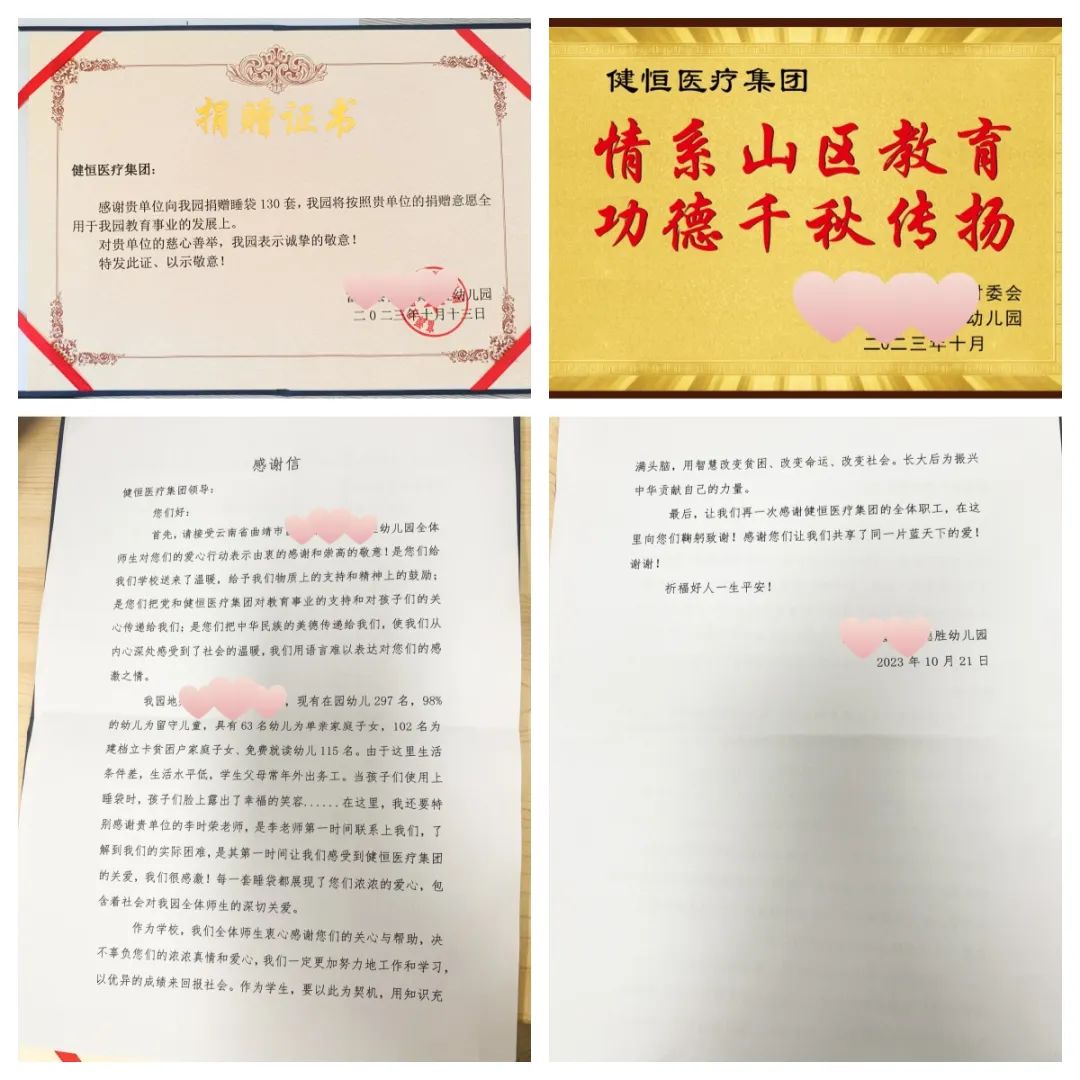 捐赠证书
健恒医疗集团：
感谢贵单位向我园捐赠睡袋130套，我园将按照贵单位的捐赠意愿全
用于我园教育事业的发展上。
对贵单位的慈心善举，我园表示诚挚的敬意！
特发此证、以示敬意！
幼儿园
二0二三年十月十三日
健恒医疗集团
情系山区教育
功德千秋传扬
村委会
幼儿园
二0二三年十月
感谢信
健恒医疗集团领导：
您们好：
首先，请接受云南省曲靖市
幼儿园全体
师生对您们的爱心行动表示由衷的感谢和崇高的敬意！是您们给
我们学校送来了温暖，给予我们物质上的支持和精神上的鼓励；
是您们把党和健恒医疗集团对教育事业的支持和对孩子们的关
心传递给我们；是您们把中华民族的美德传递给我们，使我们从
内心深处感受到了社会的温暖，我们用语言难以表达对您们的感
激之情。
我园地
，现有在园幼儿297名，98%
的幼儿为留守儿童，具有63名幼儿为单亲家庭子女，102名为
建档立卡贫困户家庭子女、免费就读幼儿115名。由于这里生活
条件差，生活水平低，学生父母常年外出务工。当孩子们使用上
睡袋时，孩子们脸上露出了幸福的笑容......在这里，我还要特
别感谢贵单位的李时荣老师，是李老师第一时间联系上我们，了
解到我们的实际困难，是其第一时间让我们感受到健恒医疗集团
的关爱，我们很感激！每一套睡袋都展现了您们浓浓的爱心，包
含着社会对我园全体师生的深切关爱。
作为学校，我们全体师生衷心感谢您们的关心与帮助，决
不辜负您们的浓浓真情和爱心，我们一定更加努力地工作和学习，
以优异的成绩来回报社会。作为学生，要以此为契机，用知识充
满头脑，用智慧改变贫困、改变命运、改变社会。长大后为振兴
中华贡献自己的力量。
最后，让我们再一次感谢健恒医疗集团的全体职工，在这
里向您们鞠躬致谢！感谢您们让我们共享了同一片蓝天下的爱！
谢谢！
祈福好人一生平安！
胜幼儿园
2023年10月21日